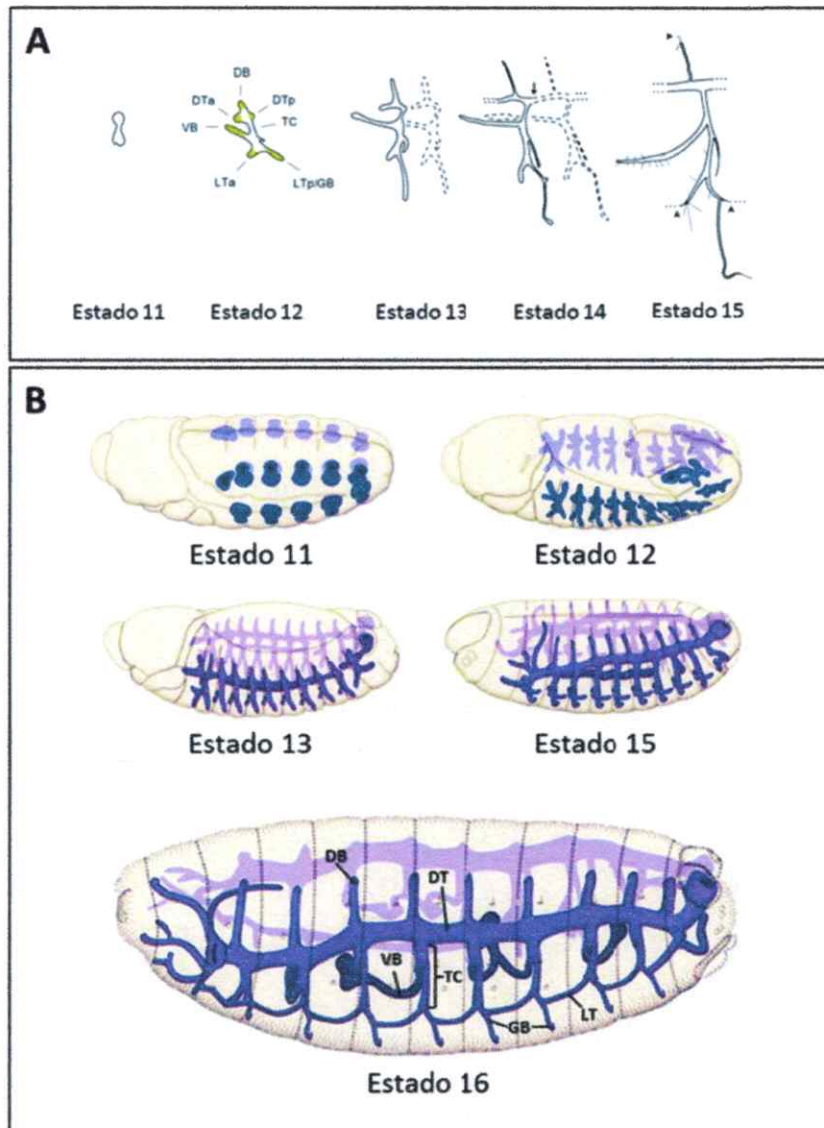 A
DB
DTa
DTp
VB
TC
LTa
LTp/GB
Estado 11
Estado 12
Estado 13
Estado 14
Estado 15
B
Estado 11
Estado 12
Estado 13
Estado 15
DB
DT
VB
TC
GB
LT
Estado 16